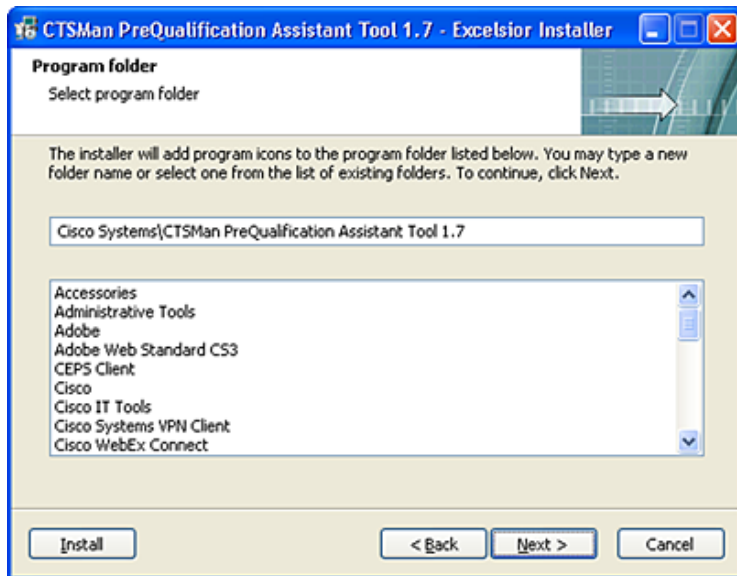 CTSMan PreQualification Assistant Tool 1.7 - Excelsior Installer
Program folder
Select program folder
The installer will add program icons to the program folder listed below. You may type a new
folder name or select one from the list of existing folders. To continue, click Next.
Cisco Systems\CTSMan PreQualification Assistant Tool 1.7
Accessories
Administrative Tools
Adobe
Adobe Web Standard CS3
CEPS Client
Cisco
Cisco IT Tools
Cisco Systems VPN Client
Cisco WebEx Connect
Install
< Back
Next >
Cancel